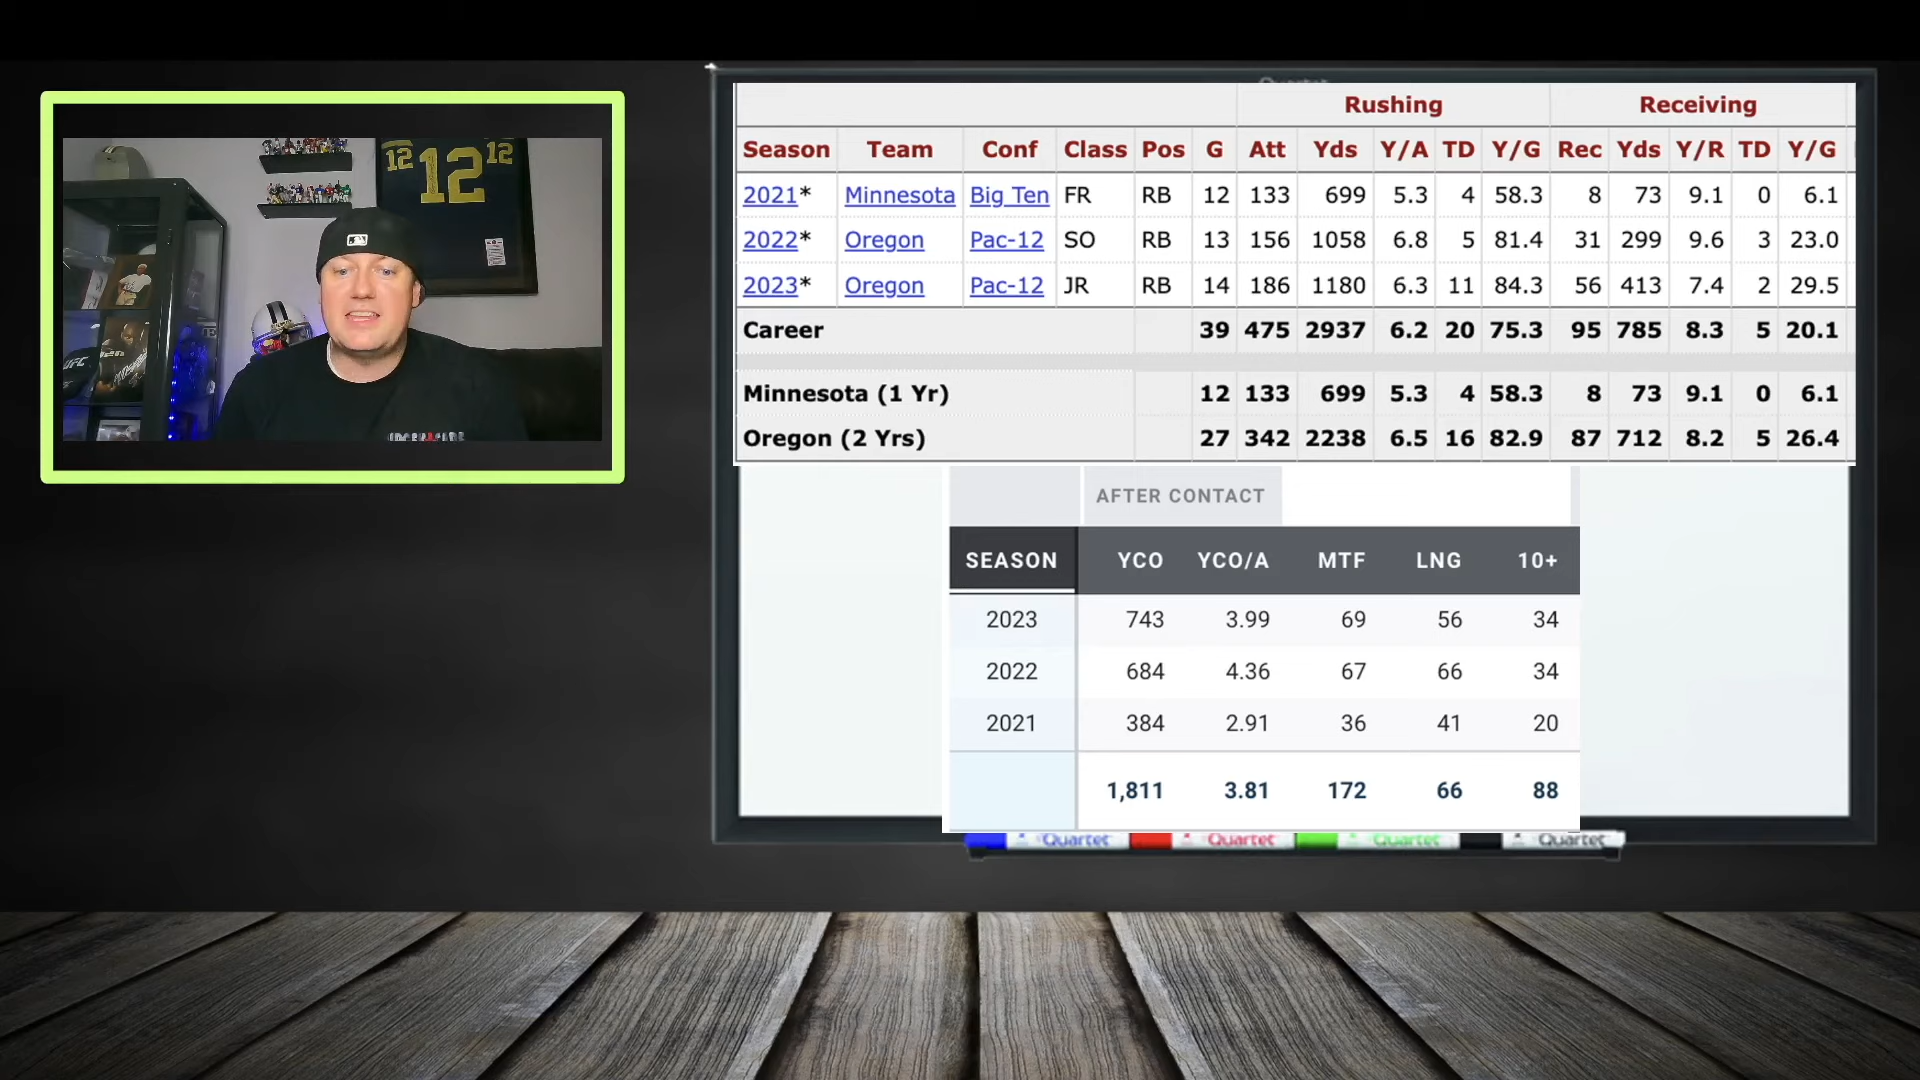 12 12 12
UFC
Quartet
Rushing Receiving
Season Team Conf Class Pos G Att Yds Y/A TD Y/G Rec Yds Y/R TD Y/G
2021* Minnesota Big Ten FR RB 12 133 699 5.3 4 58.3 8 73 9.1 0 6.1
2022* Oregon Pac-12 SO RB 13 156 1058 6.8 5 81.4 31 299 9.6 3 23.0
2023* Oregon Pac-12 JR RB 14 186 1180 6.3 11 84.3 56 413 7.4 2 29.5
Career 39 475 2937 6.2 20 75.3 95 785 8.3 5 20.1
Minnesota (1 Yr) 12 133 699 5.3 4 58.3 8 73 9.1 0 6.1
Oregon (2 Yrs) 27 342 2238 6.5 16 82.9 87 712 8.2 5 26.4
AFTER CONTACT
SEASON YCO YCO/A MTF LNG 10+
2023 743 3.99 69 56 34
2022 684 4.36 67 66 34
2021 384 2.91 36 41 20
1,811 3.81 172 66 88
Quartet Quartet Quartet Quartet